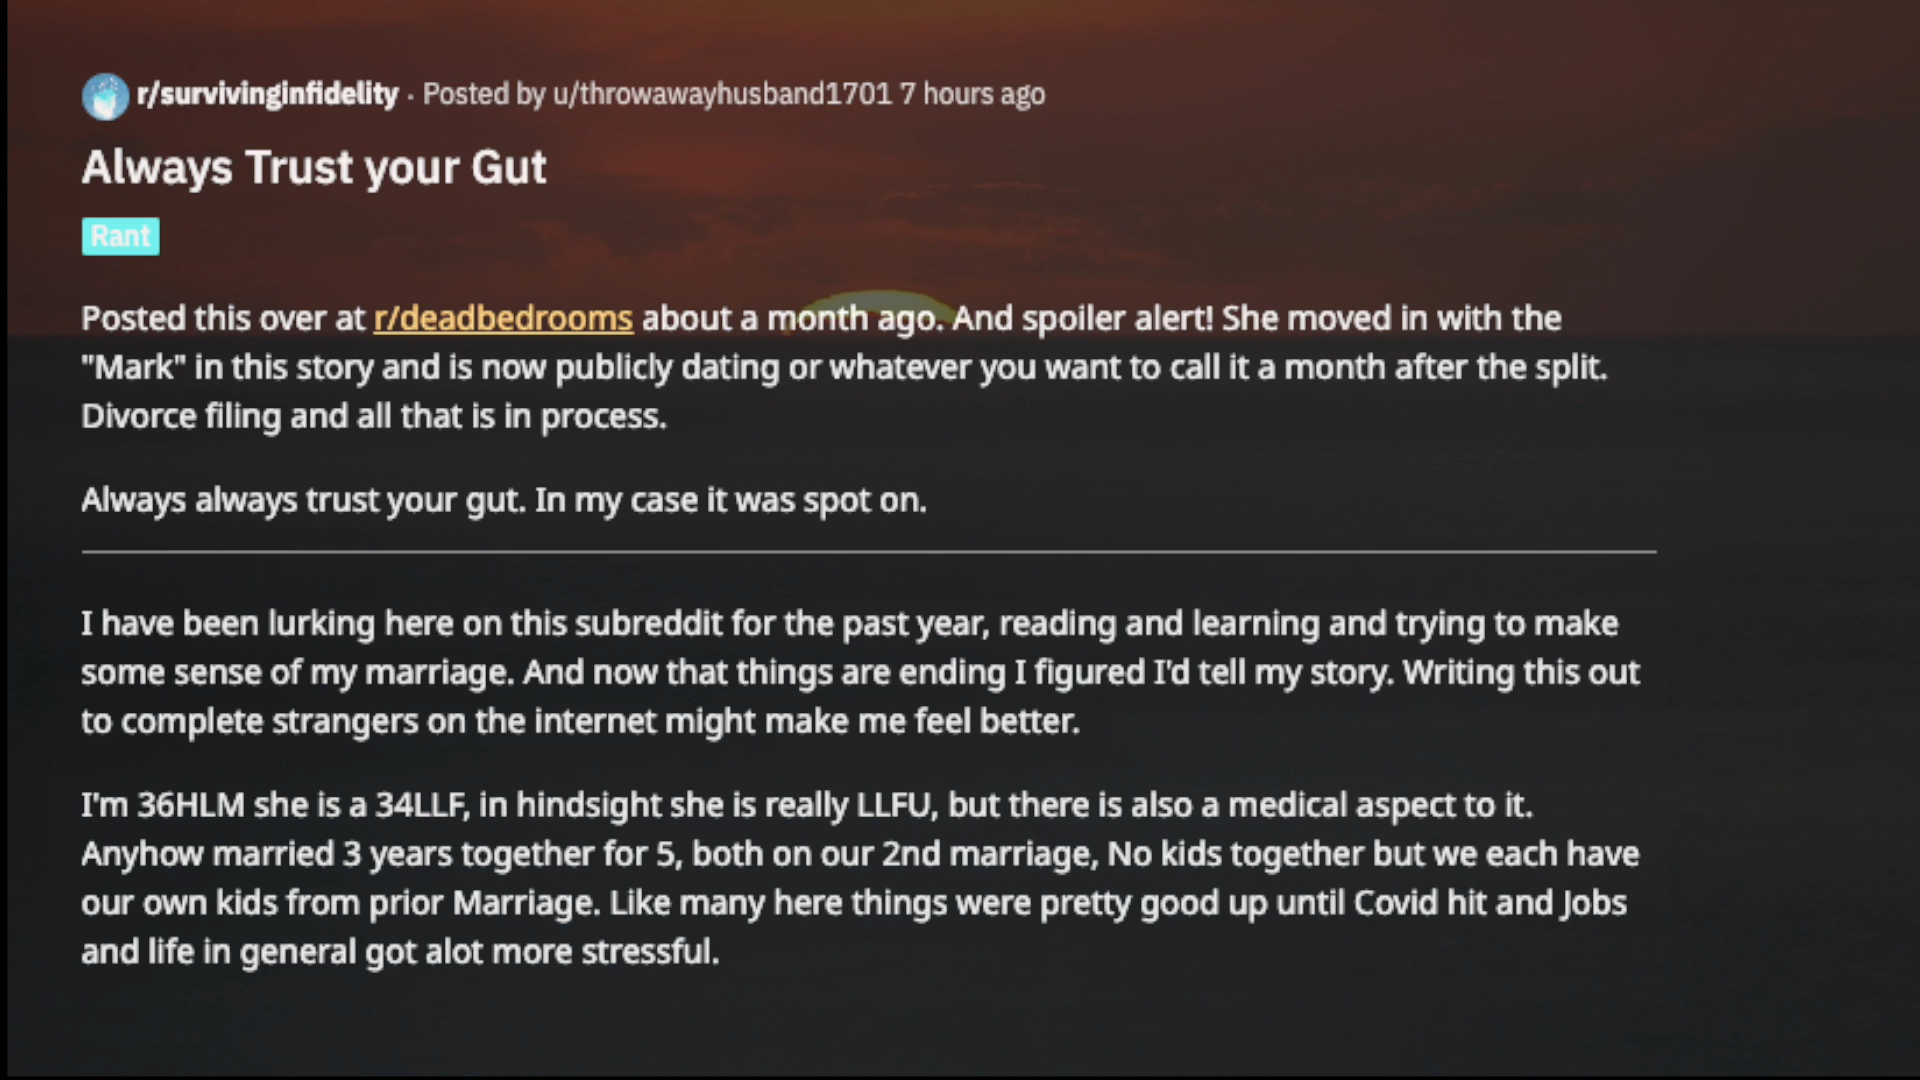 r/survivinginfidelity · Posted by u/throwawayhusband1701 7 hours ago
Always Trust your Gut
Rant
Posted this over at r/deadbedrooms about a month ago. And spoiler alert! She moved in with the
"Mark" in this story and is now publicly dating or whatever you want to call it a month after the split.
Divorce filing and all that is in process.
Always always trust your gut. In my case it was spot on.
I have been lurking here on this subreddit for the past year, reading and learning and trying to make
some sense of my marriage. And now that things are ending I figured I'd tell my story. Writing this out
to complete strangers on the internet might make me feel better.
I'm 36HLM she is a 34LLF, in hindsight she is really LLFU, but there is also a medical aspect to it.
Anyhow married 3 years together for 5, both on our 2nd marriage, No kids together but we each have
our own kids from prior Marriage. Like many here things were pretty good up until Covid hit and Jobs
and life in general got alot more stressful.